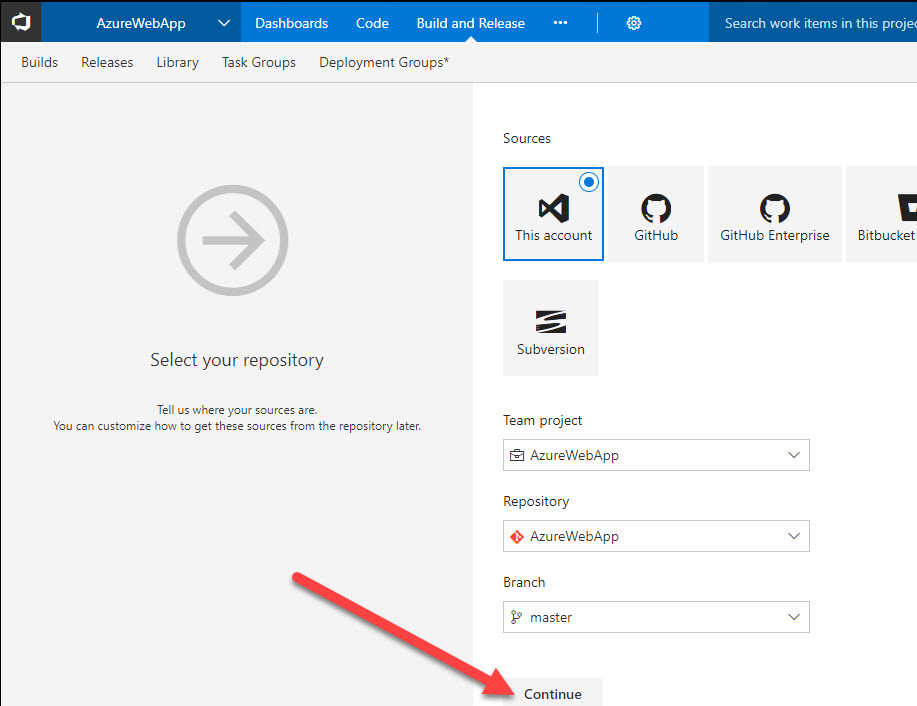 AzureWebApp Dashboards Code Build and Release ••• Search work items in this projec
Builds Releases Library Task Groups Deployment Groups*
Select your repository
Tell us where your sources are.
You can customize how to get these sources from the repository later.
Sources
This account GitHub GitHub Enterprise Bitbucket
Subversion
Team project
AzureWebApp
Repository
AzureWebApp
Branch
master
Continue